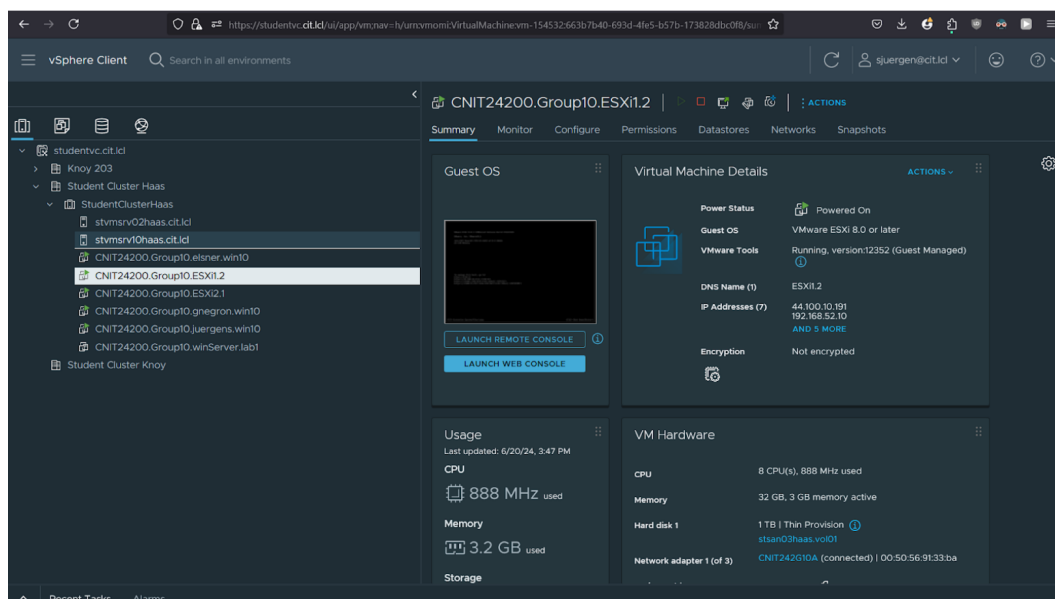 https://studentvc.cit.lcl/ui/app/vm;nav=h/urn:vmomi:VirtualMachine:vm-154532:663b7b40-693d-4fe5-b57b-173828dbc0f8/sum
vSphere Client
Search in all environments
sjuergen@cit.lcl
CNIT24200.Group10.ESXi1.2
ACTIONS
Summary Monitor Configure Permissions Datastores Networks Snapshots
studentvc.cit.lcl
Knoy 203
Student Cluster Haas
StudentClusterHaas
stvmsrv02haas.cit.lcl
stvmsrv10haas.cit.lcl
CNIT24200.Group10.elsner.win10
CNIT24200.Group10.ESXi1.2
CNIT24200.Group10.ESXi2.1
CNIT24200.Group10.gnegron.win10
CNIT24200.Group10.juergens.win10
CNIT24200.Group10.winServer.lab1
Student Cluster Knoy
Guest OS
LAUNCH REMOTE CONSOLE
LAUNCH WEB CONSOLE
Virtual Machine Details
ACTIONS
Power Status Powered On
Guest OS VMware ESXi 8.0 or later
VMware Tools Running, version:12352 (Guest Managed)
DNS Name (1) ESXi1.2
IP Addresses (7) 44.100.10.191
192.168.52.10
AND 5 MORE
Encryption Not encrypted
Usage
Last updated: 6/20/24, 3:47 PM
CPU
888 MHz used
Memory
3.2 GB used
Storage
VM Hardware
CPU 8 CPU(s), 888 MHz used
Memory 32 GB, 3 GB memory active
Hard disk 1 1 TB | Thin Provision
stsan03haas.vol01
Network adapter 1 (of 3) CNIT242G10A (connected) | 00:50:56:91:33:ba
Recent Tasks Alarms